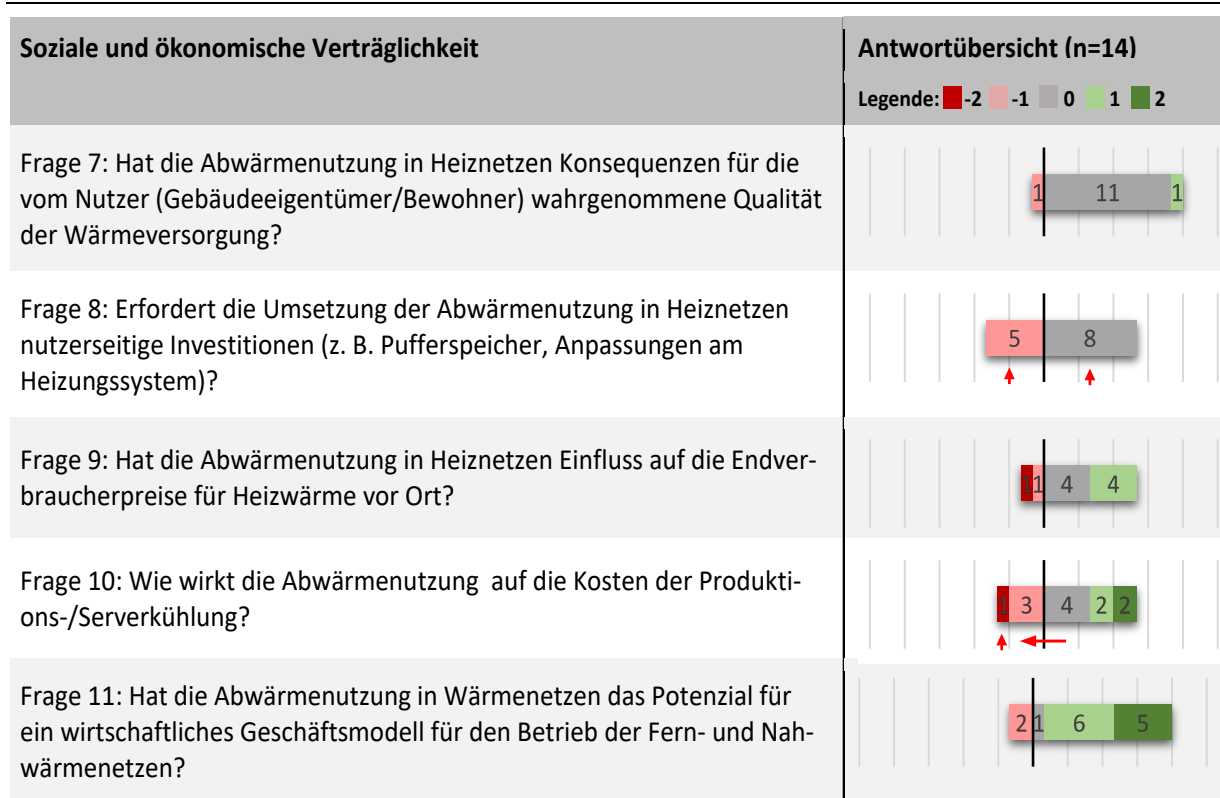 Soziale und ökonomische Verträglichkeit
Antwortübersicht (n=14)
Legende: -2 -1 0 1 2
Frage 7: Hat die Abwärmenutzung in Heiznetzen Konsequenzen für die
vom Nutzer (Gebäudeeigentümer/Bewohner) wahrgenommene Qualität
der Wärmeversorgung?
1 11 1
Frage 8: Erfordert die Umsetzung der Abwärmenutzung in Heiznetzen
nutzerseitige Investitionen (z. B. Pufferspeicher, Anpassungen am
Heizungssystem)?
5 8
Frage 9: Hat die Abwärmenutzung in Heiznetzen Einfluss auf die Endver-
braucherpreise für Heizwärme vor Ort?
1 1 4 4
Frage 10: Wie wirkt die Abwärmenutzung auf die Kosten der Produkti-
ons-/Serverkühlung?
1 3 4 2 2
Frage 11: Hat die Abwärmenutzung in Wärmenetzen das Potenzial für
ein wirtschaftliches Geschäftsmodell für den Betrieb der Fern- und Nah-
wärmenetzen?
2 1 6 5